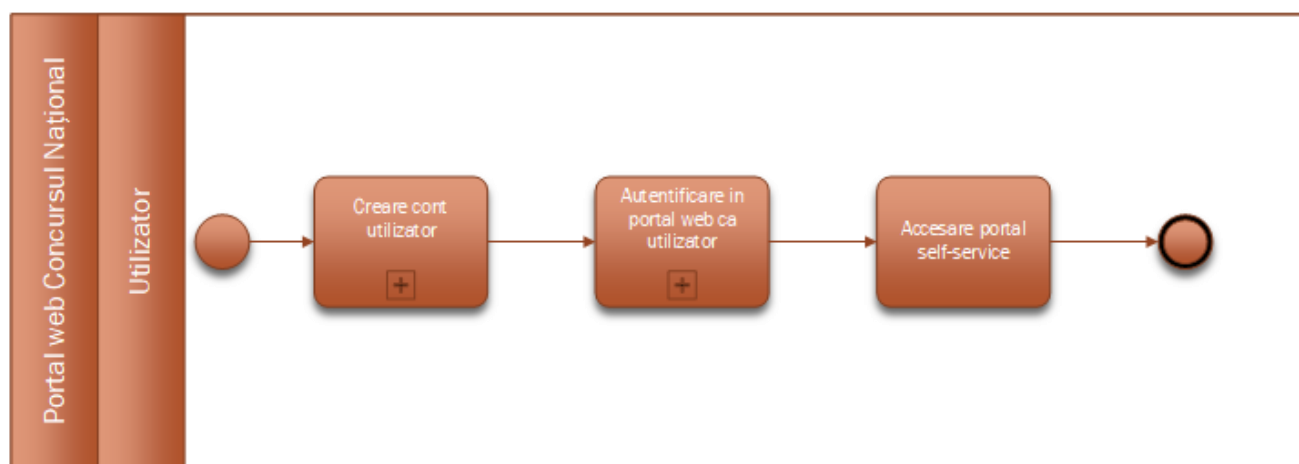 Portal web Concursul Național
Utilizator
Creare cont
utilizator
Autentificare in
portal web ca
utilizator
Accesare portal
self-service